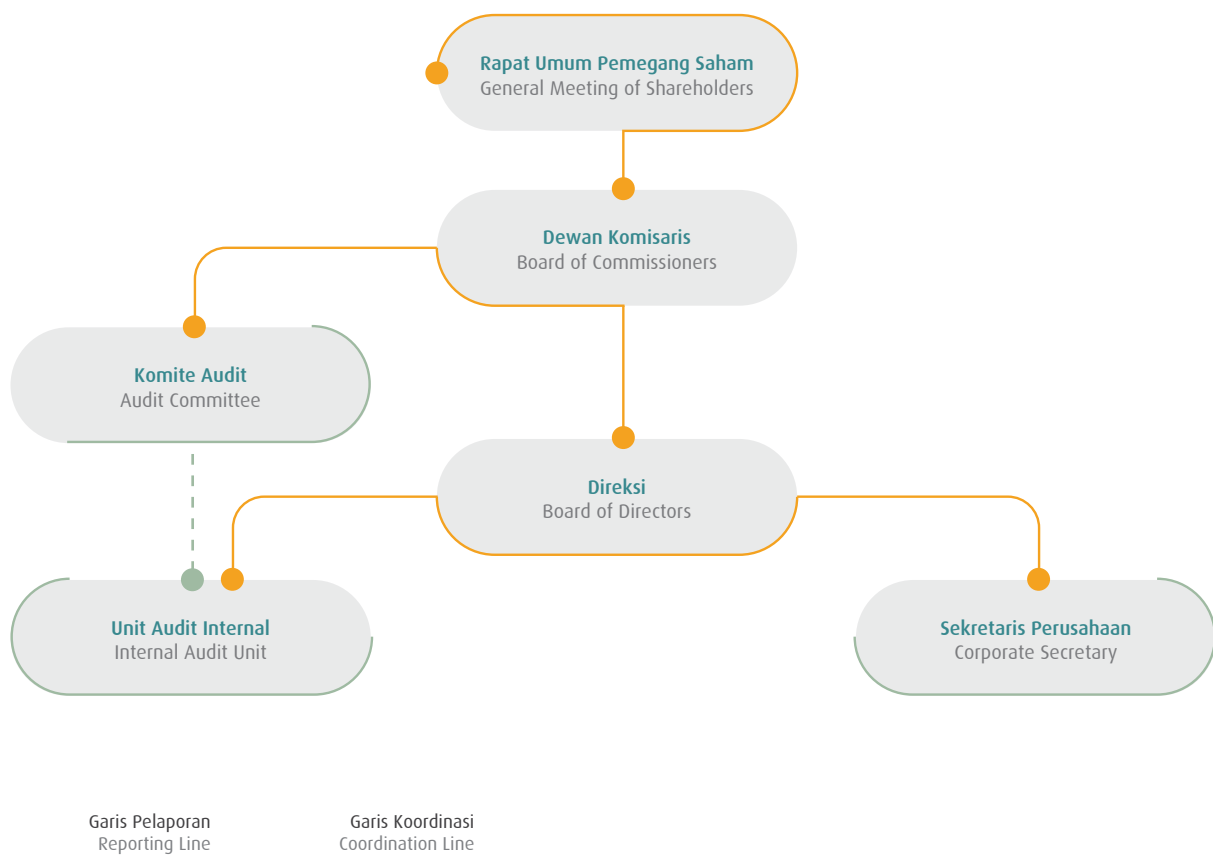 Rapat Umum Pemegang Saham
General Meeting of Shareholders
Dewan Komisaris
Board of Commissioners
Komite Audit
Audit Committee
Direksi
Board of Directors
Unit Audit Internal
Internal Audit Unit
Sekretaris Perusahaan
Corporate Secretary
Garis Pelaporan
Reporting Line
Garis Koordinasi
Coordination Line